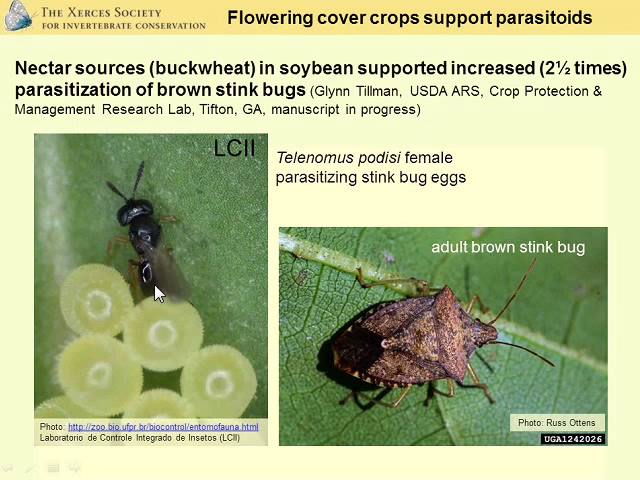 THE XERCES SOCIETY
FOR INVERTEBRATE CONSERVATION
Flowering cover crops support parasitoids
Nectar sources (buckwheat) in soybean supported increased (2½ times)
parasitization of brown stink bugs (Glynn Tillman, USDA ARS, Crop Protection &
Management Research Lab, Tifton, GA, manuscript in progress)
LCII
Telenomus podisi female
parasitizing stink bug eggs
adult brown stink bug
Photo: http://zoo.bio.ufpr.br/biocontrol/entomofauna.html
Laboratorio de Controle Integrado de Insetos (LCII)
Photo: Russ Ottens
UGA1242026